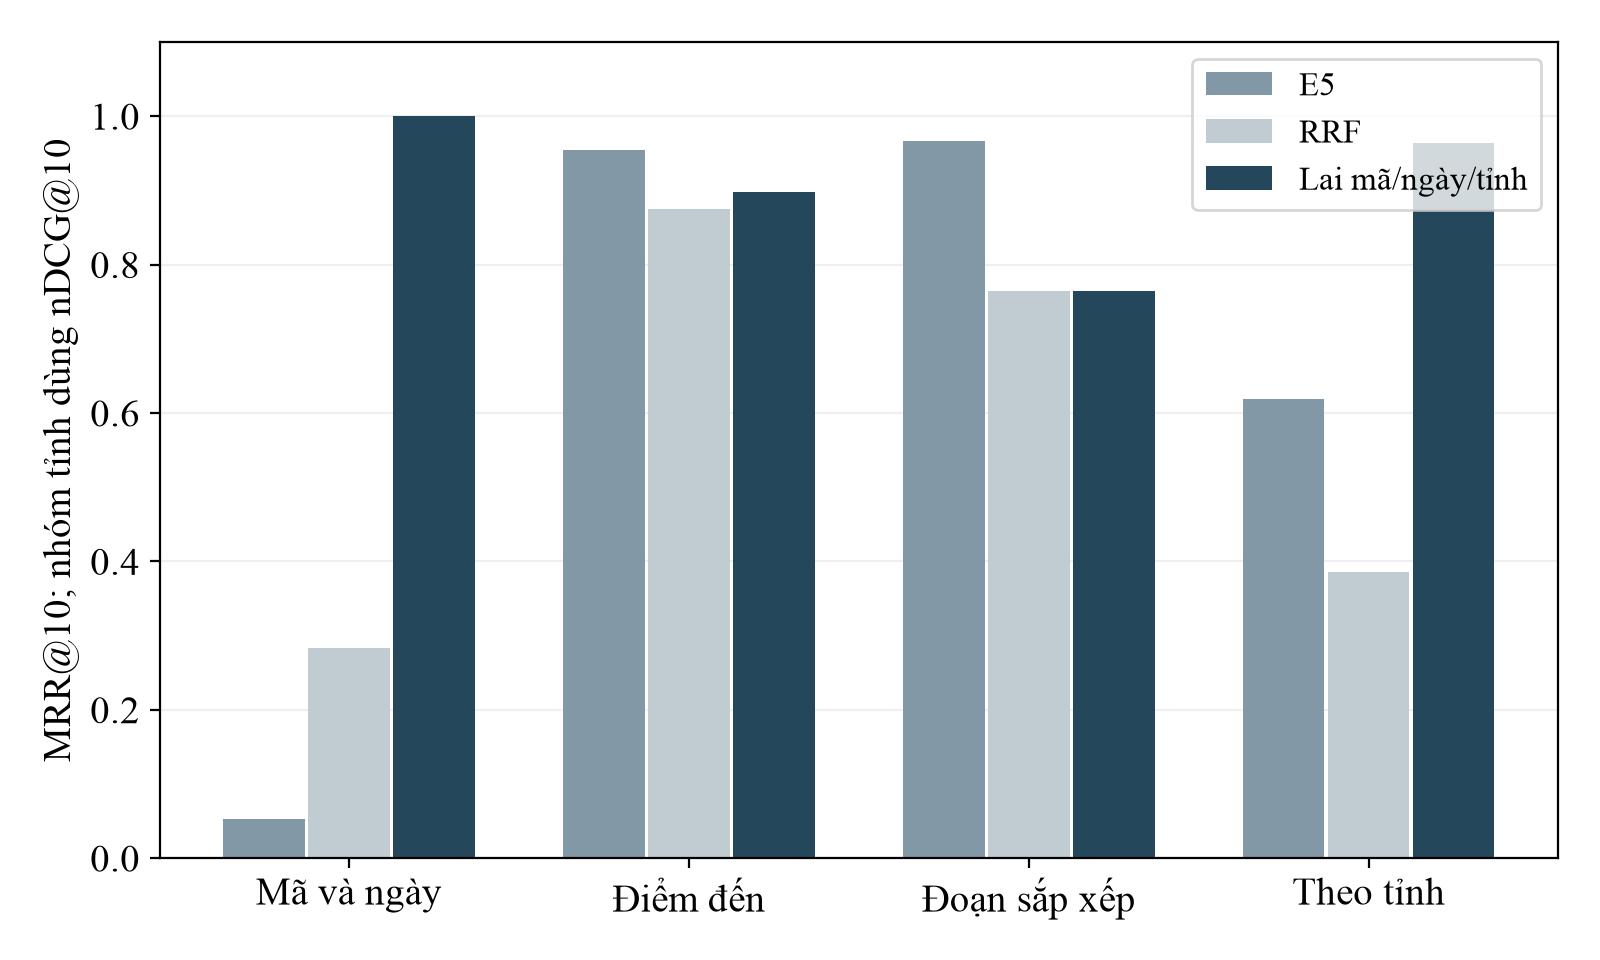 MRR@10; nhóm tỉnh dùng nDCG@10
1.0
0.8
0.6
0.4
0.2
0.0
E5
RRF
Lai mã/ngày/tỉnh
Mã và ngày
Điểm đến
Đoạn sắp xếp
Theo tỉnh